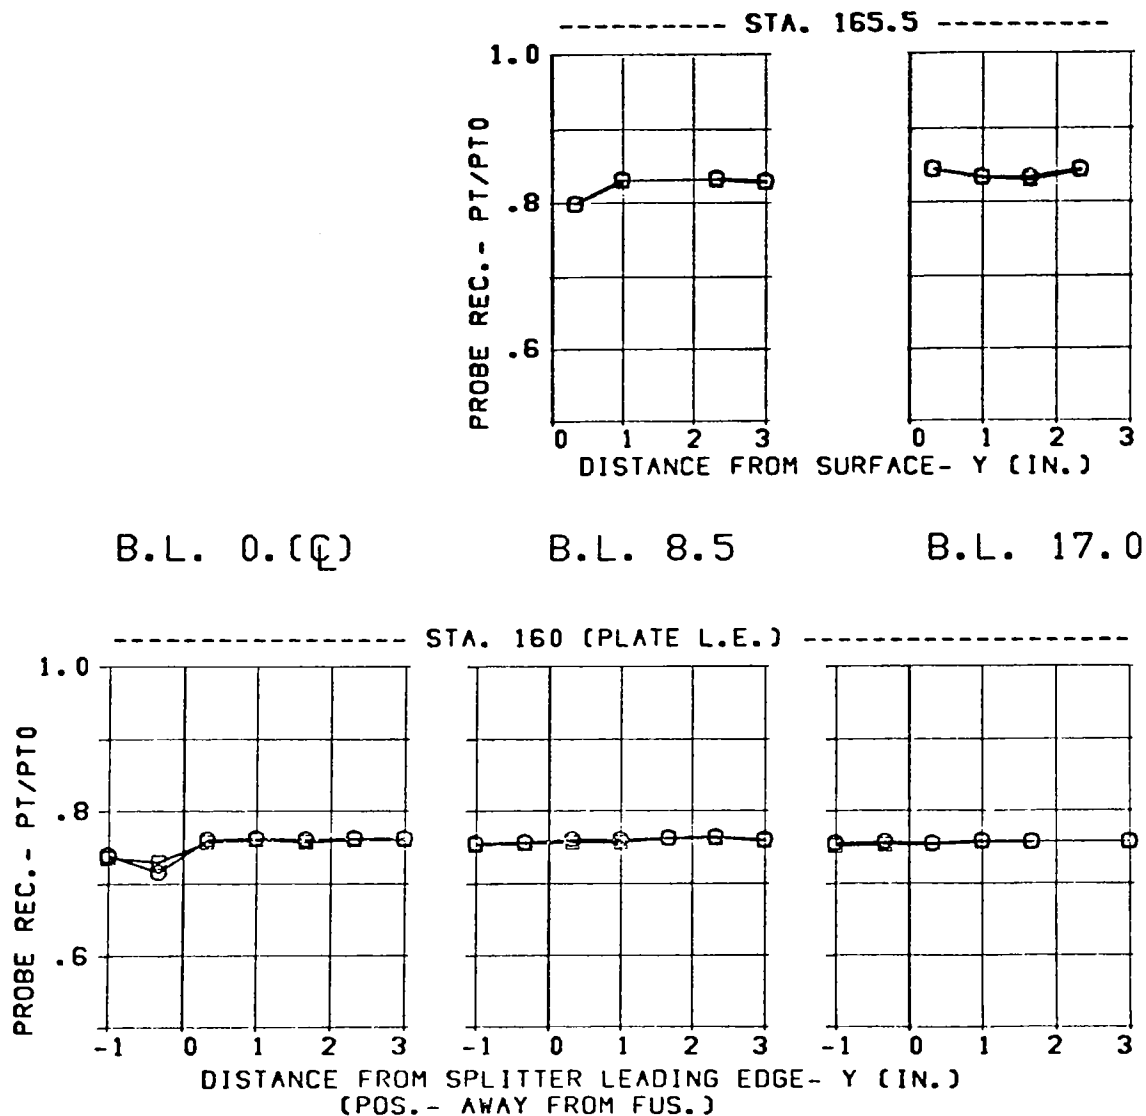 ---------- STA. 165.5 ----------
1.0
.8
.6
PROBE REC.- PT/PTO
0 1 2 3
0 1 2 3
DISTANCE FROM SURFACE- Y (IN.)
B.L. 0.(℄) B.L. 8.5 B.L. 17.0
------------------ STA. 160 (PLATE L.E.) --------------------
1.0
.8
.6
PROBE REC.- PT/PTO
-1 0 1 2 3
-1 0 1 2 3
-1 0 1 2 3
DISTANCE FROM SPLITTER LEADING EDGE- Y (IN.)
(POS.- AWAY FROM FUS.)